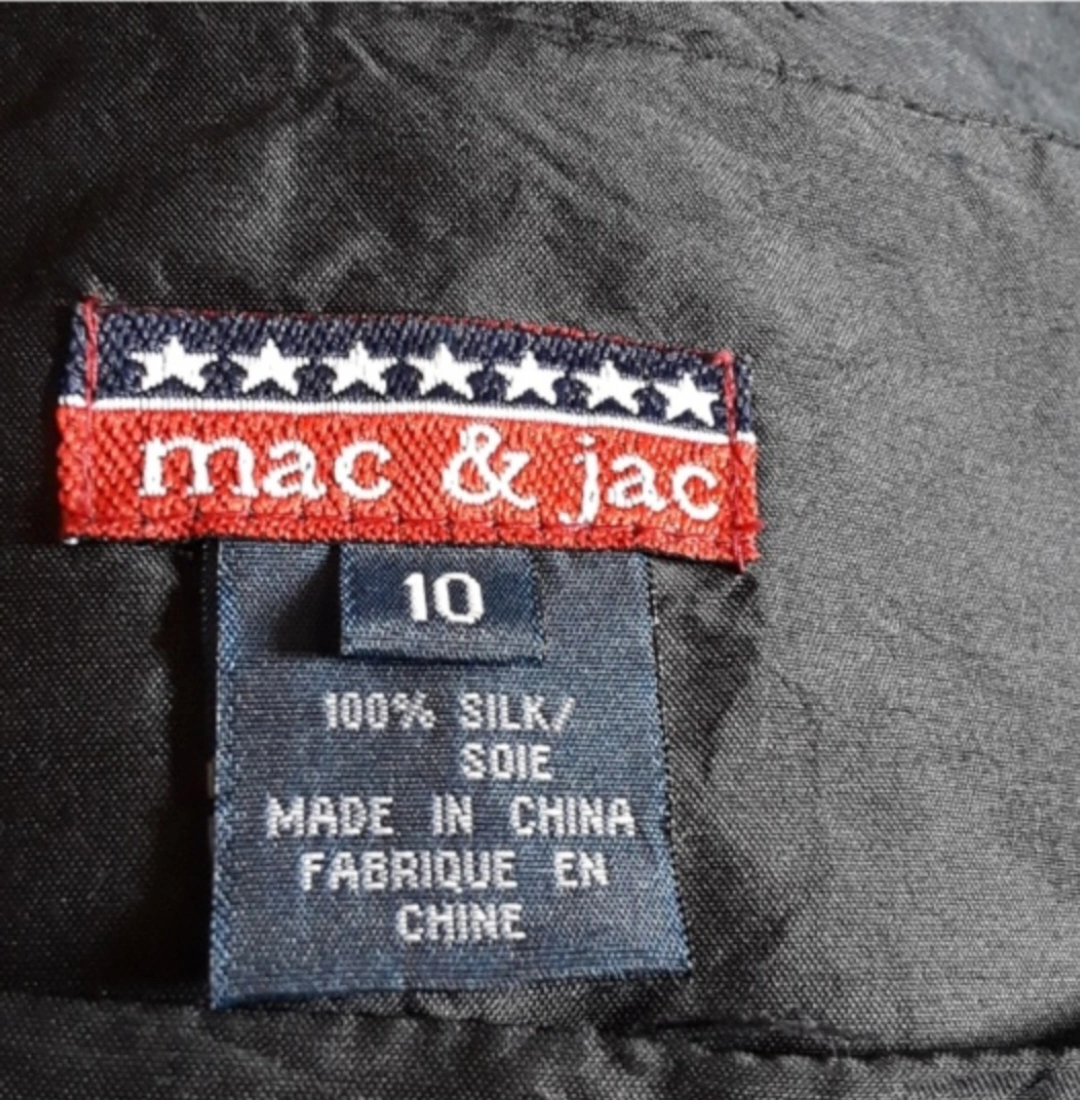 mac & jac
10
100% SILK/
SOIE
MADE IN CHINA
FABRIQUE EN
CHINE